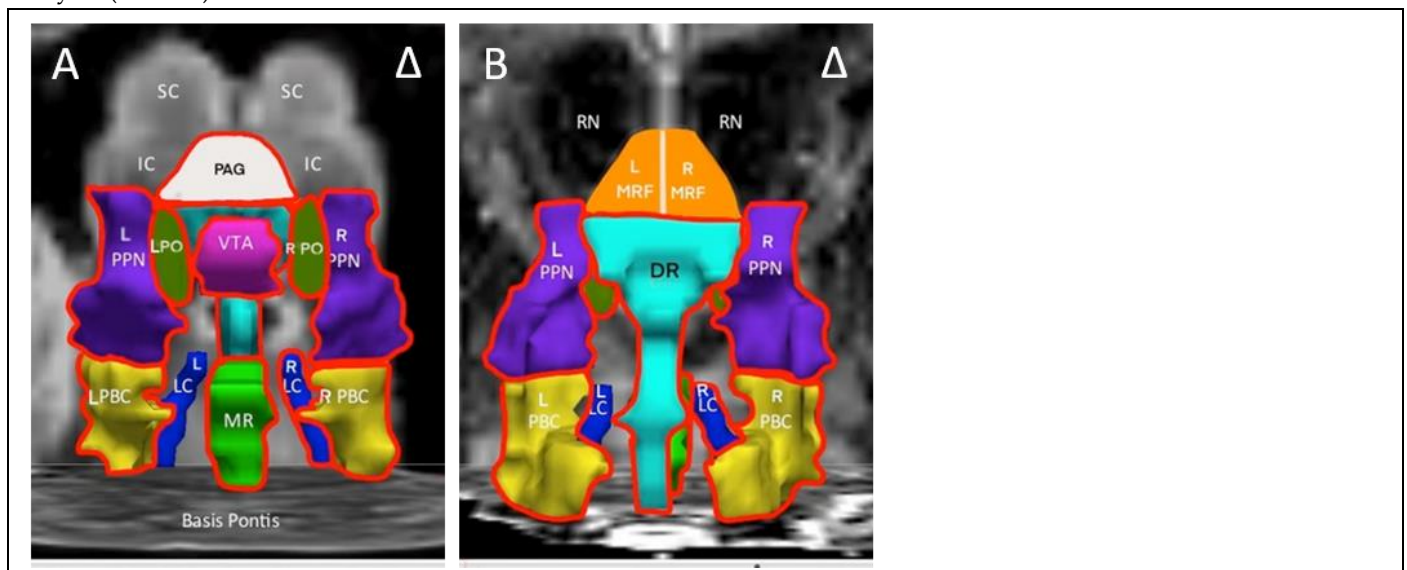 A
Δ
SC
SC
IC
PAG
IC
L
PPN
LPO
VTA
R PO
R
PPN
L
LC
R
LC
LPBC
MR
R PBC
Basis Pontis
B
Δ
RN
RN
L
MRF
R
MRF
L
PPN
DR
R
PPN
L
PBC
L
LC
R
LC
R
PBC